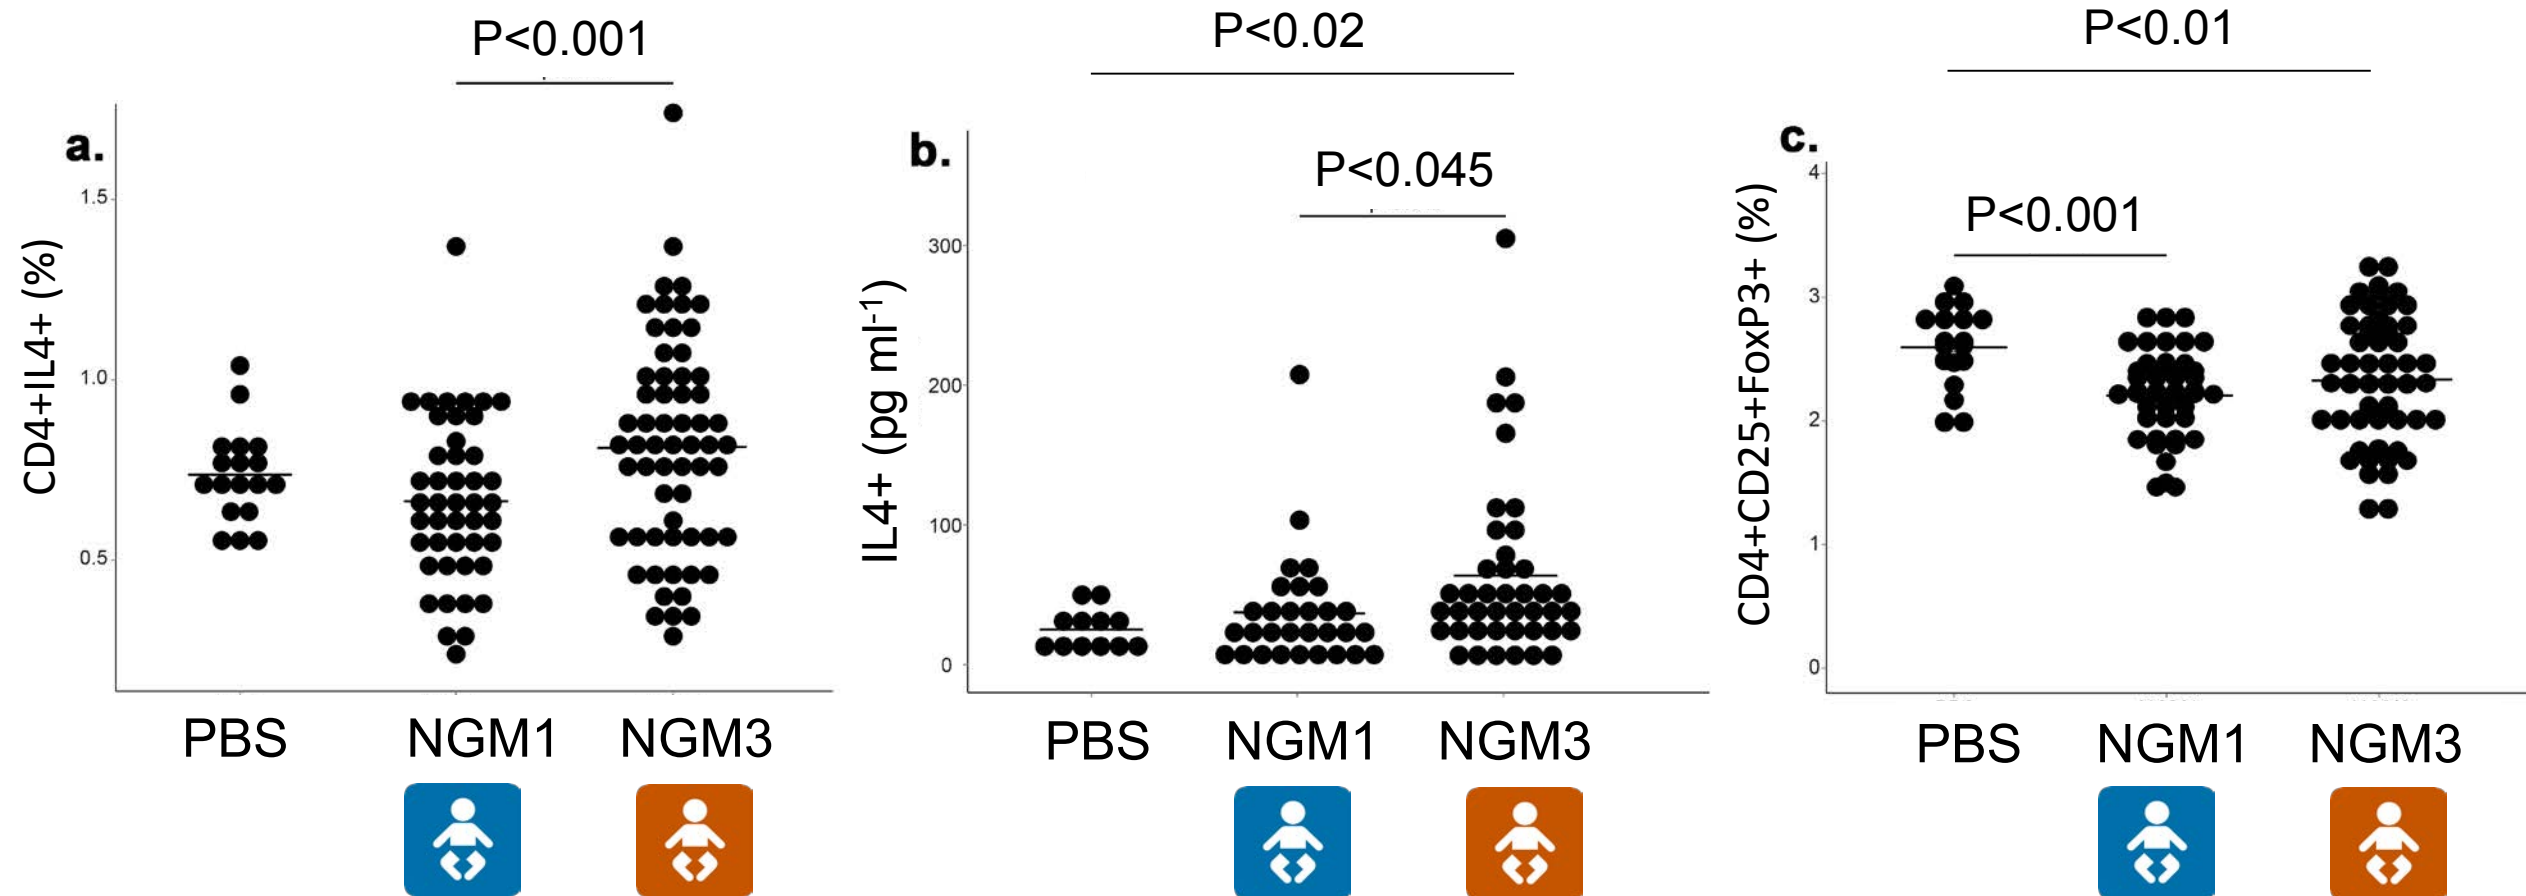 a.
P<0.001
CD4+IL4+ (%)
1.5
1.0
0.5
PBS
NGM1
NGM3
b.
P<0.02
P<0.045
IL4+ (pg ml-1)
300
200
100
0
PBS
NGM1
NGM3
c.
P<0.01
P<0.001
CD4+CD25+FoxP3+ (%)
4
3
2
1
0
PBS
NGM1
NGM3